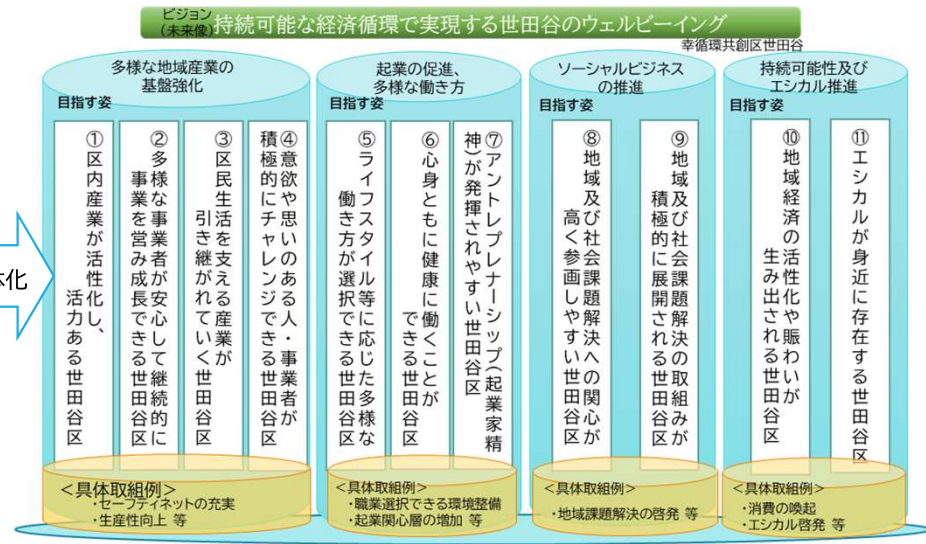 ビジョン
(未来像)
持続可能な経済循環で実現する世田谷のウェルビーイング
幸循環共創区世田谷
体化
多様な地域産業の
基盤強化
目指す姿
①区内産業が活性化し、
活力ある世田谷区
②多様な事業者が安心して継続的に
事業を営み成長できる世田谷区
③区民生活を支える産業が
引き継がれていく世田谷区
④意欲や思いのある人・事業者が
積極的にチャレンジできる世田谷区
<具体取組例>
・セーフティネットの充実
・生産性向上 等
起業の促進、
多様な働き方
目指す姿
⑤ライフスタイル等に応じた多様な
働き方が選択できる世田谷区
⑥心身ともに健康に働くことが
できる世田谷区
⑦アントレプレナーシップ(起業家精
神)が発揮されやすい世田谷区
<具体取組例>
・職業選択できる環境整備
・起業関心層の増加 等
ソーシャルビジネス
の推進
目指す姿
⑧地域及び社会課題解決への関心が
高く参画しやすい世田谷区
⑨地域及び社会課題解決の取組みが
積極的に展開される世田谷区
<具体取組例>
・地域課題解決の啓発 等
持続可能性及び
エシカル推進
目指す姿
⑩地域経済の活性化や賑わいが
生み出される世田谷区
⑪エシカルが身近に存在する世田谷区
<具体取組例>
・消費の喚起
・エシカル啓発 等